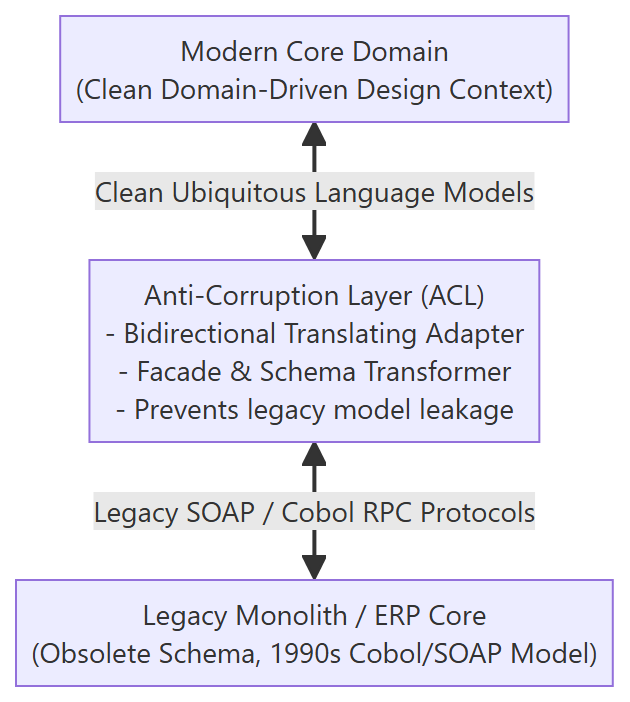 Modern Core Domain
(Clean Domain-Driven Design Context)
Clean Ubiquitous Language Models
Anti-Corruption Layer (ACL)
- Bidirectional Translating Adapter
- Facade & Schema Transformer
- Prevents legacy model leakage
Legacy SOAP / Cobol RPC Protocols
Legacy Monolith / ERP Core
(Obsolete Schema, 1990s Cobol/SOAP Model)